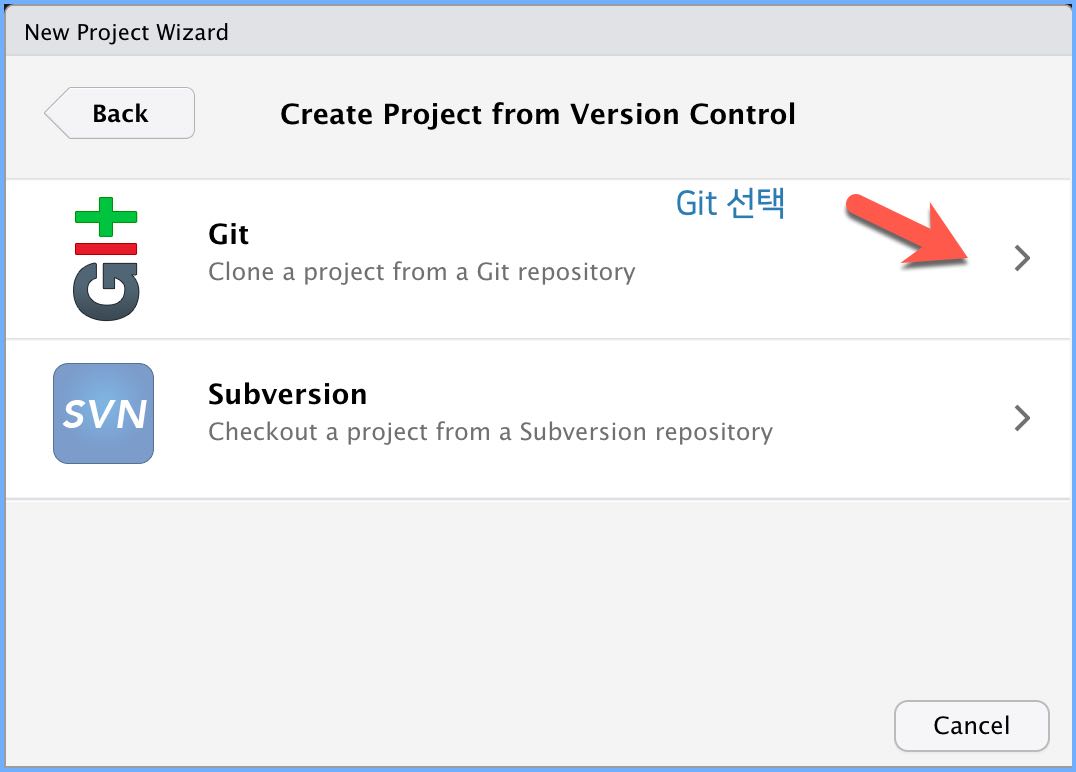 New Project Wizard
Back
Create Project from Version Control
Git 선택
Git
Git
Clone a project from a Git repository
SVN
Subversion
Checkout a project from a Subversion repository
Cancel